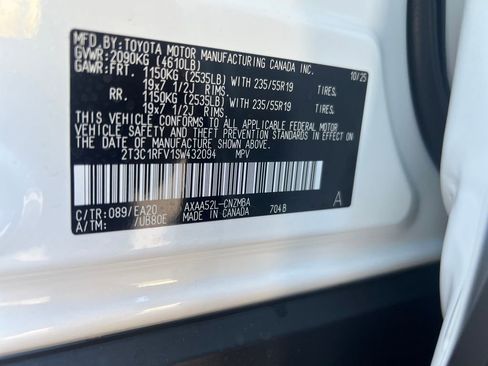 MFD.BY:TOYOTA MOTOR MANUFACTURING CANADA INC.
GVWR:2090KG (4610LB) 10/25
GAWR:FRT. 1150KG (2535LB) WITH 235/55R19 TIRES,
19x7 1/2J RIMS.
RR. 1150KG (2535LB) WITH 235/55R19 TIRES,
19x7 1/2J RIMS.
THIS VEHICLE CONFORMS TO ALL APPLICABLE FEDERAL MOTOR
VEHICLE SAFETY AND THEFT PREVENTION STANDARDS IN EFFECT ON
THE DATE OF MANUFACTURE SHOWN ABOVE.
2T3C1RFV1SW432094 MPV
C/TR:089/EA20 AXAA52L-CNZMBA A
A/TM: /UB80E MADE IN CANADA 704B